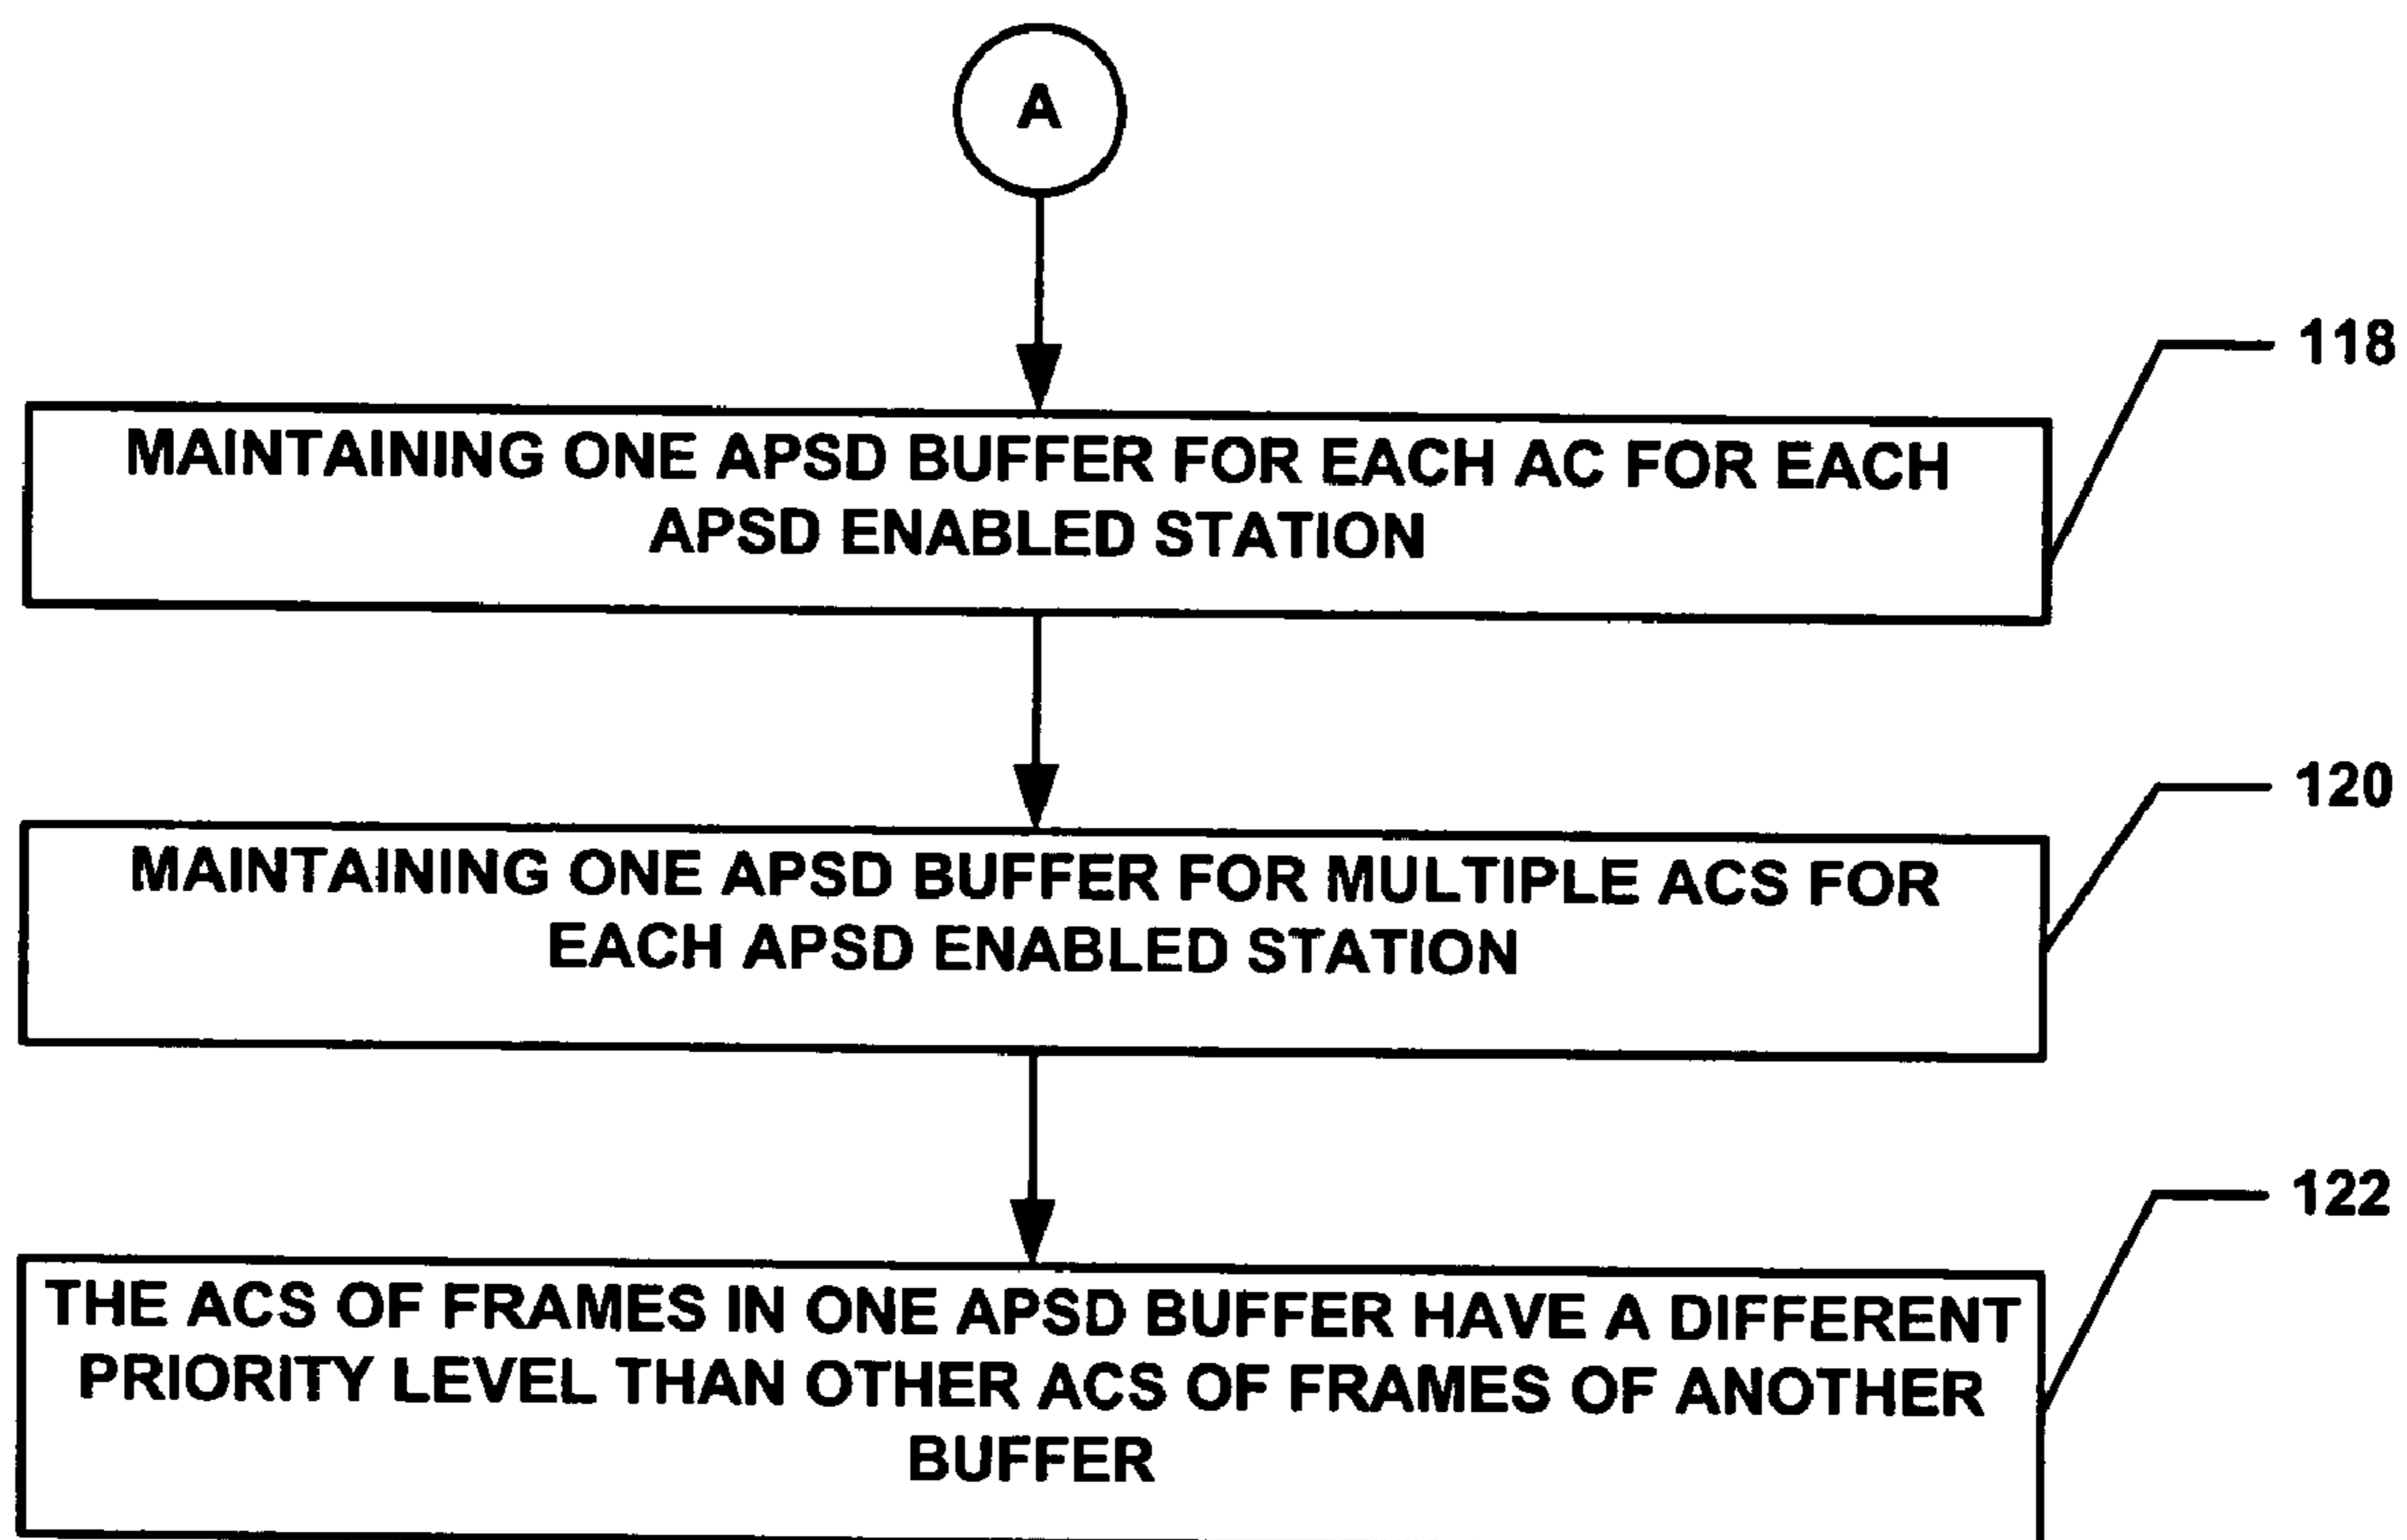 A
118
MAINTAINING ONE APSD BUFFER FOR EACH AC FOR EACH
APSD ENABLED STATION
120
MAINTAINING ONE APSD BUFFER FOR MULTIPLE ACS FOR
EACH APSD ENABLED STATION
122
THE ACS OF FRAMES IN ONE APSD BUFFER HAVE A DIFFERENT
PRIORITY LEVEL THAN OTHER ACS OF FRAMES OF ANOTHER
BUFFER